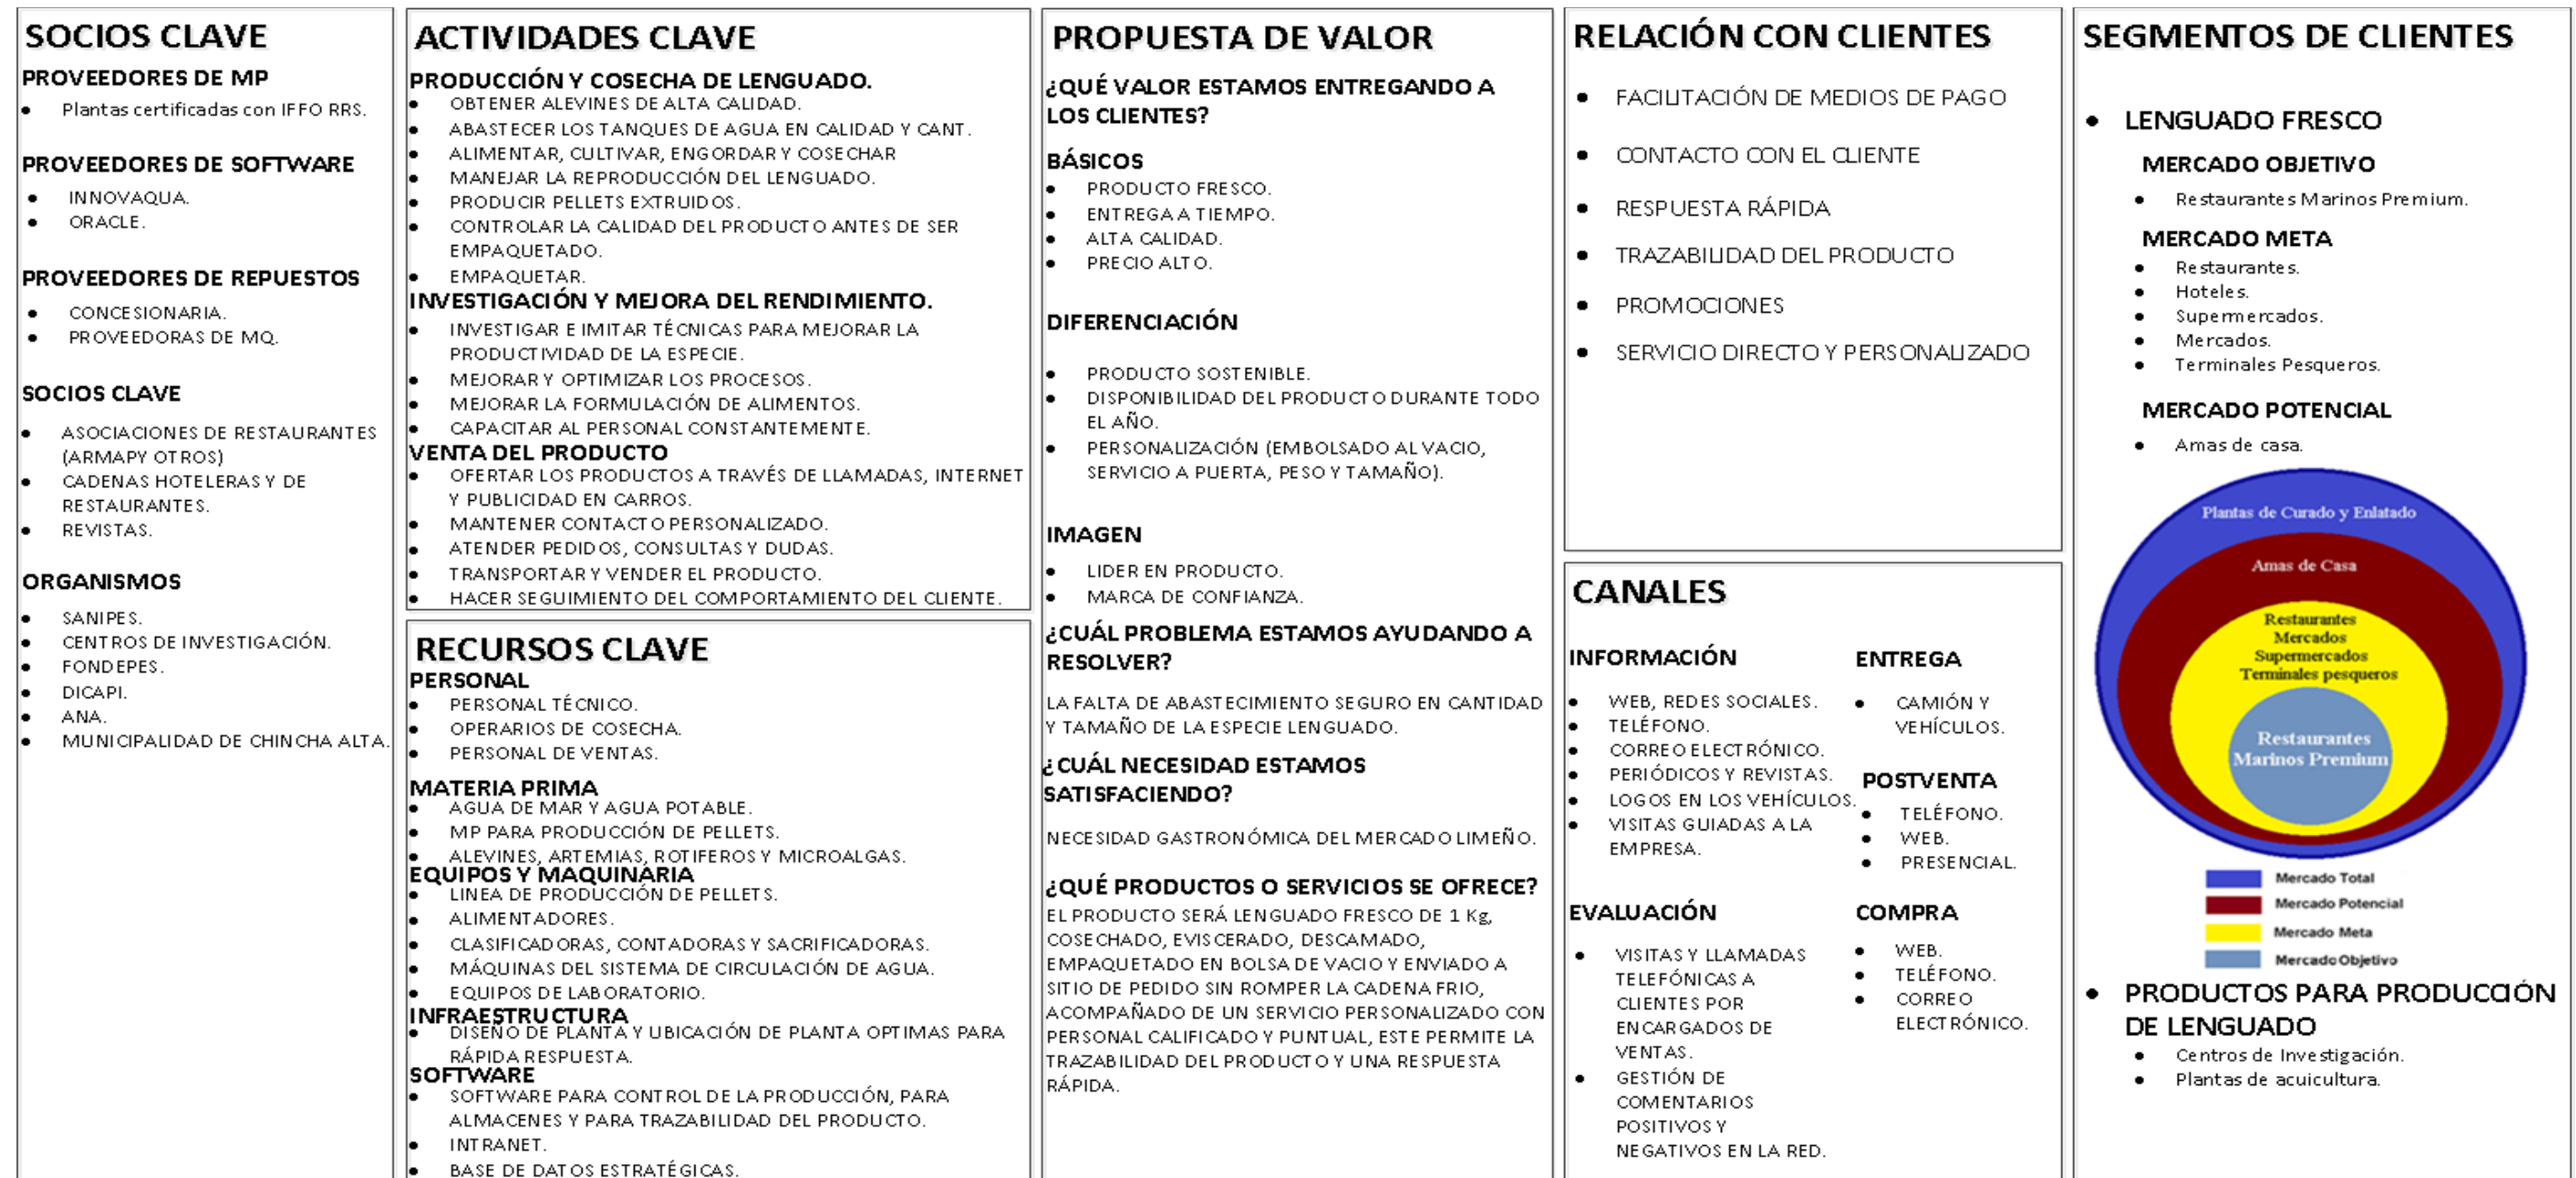 SOCIOS CLAVE
PROVEEDORES DE MP
• Plantas certificadas con IFFO RRS.
PROVEEDORES DE SOFTWARE
• INNOVAQUA.
• ORACLE.
PROVEEDORES DE REPUESTOS
• CONCESIONARIA.
• PROVEEDORAS DE MQ.
SOCIOS CLAVE
• ASOCIACIONES DE RESTAURANTES
(ARMAP Y OTROS)
• CADENAS HOTELERAS Y DE
RESTAURANTES.
• REVISTAS.
ORGANISMOS
• SANIPES.
• CENTROS DE INVESTIGACIÓN.
• FONDEPES.
• DICAPI.
• ANA.
• MUNICIPALIDAD DE CHINCHA ALTA.
ACTIVIDADES CLAVE
PRODUCCIÓN Y COSECHA DE LENGUADO.
• OBTENER ALEVINES DE ALTA CALIDAD.
• ABASTECER LOS TANQUES DE AGUA EN CALIDAD Y CANT.
• ALIMENTAR, CULTIVAR, ENGORDAR Y COSECHAR
• MANEJAR LA REPRODUCCIÓN DEL LENGUADO.
• PRODUCIR PELLETS EXTRUIDOS.
• CONTROLAR LA CALIDAD DEL PRODUCTO ANTES DE SER
EMPAQUETADO.
• EMPAQUETAR.
INVESTIGACIÓN Y MEJORA DEL RENDIMIENTO.
• INVESTIGAR E IMITAR TÉCNICAS PARA MEJORAR LA
PRODUCTIVIDAD DE LA ESPECIE.
• MEJORAR Y OPTIMIZAR LOS PROCESOS.
• MEJORAR LA FORMULACIÓN DE ALIMENTOS.
• CAPACITAR AL PERSONAL CONSTANTEMENTE.
VENTA DEL PRODUCTO
• OFERTAR LOS PRODUCTOS A TRAVÉS DE LLAMADAS, INTERNET
Y PUBLICIDAD EN CARROS.
• MANTENER CONTACTO PERSONALIZADO.
• ATENDER PEDIDOS, CONSULTAS Y DUDAS.
• TRANSPORTAR Y VENDER EL PRODUCTO.
• HACER SEGUIMIENTO DEL COMPORTAMIENTO DEL CLIENTE.
RECURSOS CLAVE
PERSONAL
• PERSONAL TÉCNICO.
• OPERARIOS DE COSECHA.
• PERSONAL DE VENTAS.
MATERIA PRIMA
• AGUA DE MAR Y AGUA POTABLE.
• MP PARA PRODUCCIÓN DE PELLETS.
• ALEVINES, ARTEMIAS, ROTIFEROS Y MICROALGAS.
EQUIPOS Y MAQUINARIA
• LINEA DE PRODUCCIÓN DE PELLETS.
• ALIMENTADORES.
• CLASIFICADORAS, CONTADORAS Y SACRIFICADORAS.
• MÁQUINAS DEL SISTEMA DE CIRCULACIÓN DE AGUA.
• EQUIPOS DE LABORATORIO.
INFRAESTRUCTURA
• DISEÑO DE PLANTA Y UBICACIÓN DE PLANTA OPTIMAS PARA
RÁPIDA RESPUESTA.
SOFTWARE
• SOFTWARE PARA CONTROL DE LA PRODUCCIÓN, PARA
ALMACENES Y PARA TRAZABILIDAD DEL PRODUCTO.
• INTRANET.
• BASE DE DATOS ESTRATÉGICAS.
PROPUESTA DE VALOR
¿QUÉ VALOR ESTAMOS ENTREGANDO A
LOS CLIENTES?
BÁSICOS
• PRODUCTO FRESCO.
• ENTREGA A TIEMPO.
• ALTA CALIDAD.
• PRECIO ALTO.
DIFERENCIACIÓN
• PRODUCTO SOSTENIBLE.
• DISPONIBILIDAD DEL PRODUCTO DURANTE TODO
EL AÑO.
• PERSONALIZACIÓN (EMBOLSADO AL VACIO,
SERVICIO A PUERTA, PESO Y TAMAÑO).
IMAGEN
• LIDER EN PRODUCTO.
• MARCA DE CONFIANZA.
¿CUÁL PROBLEMA ESTAMOS AYUDANDO A
RESOLVER?
LA FALTA DE ABASTECIMIENTO SEGURO EN CANTIDAD
Y TAMAÑO DE LA ESPECIE LENGUADO.
¿CUÁL NECESIDAD ESTAMOS
SATISFACIENDO?
NECESIDAD GASTRONÓMICA DEL MERCADO LIMEÑO.
¿QUÉ PRODUCTOS O SERVICIOS SE OFRECE?
EL PRODUCTO SERÁ LENGUADO FRESCO DE 1 Kg,
COSECHADO, EVISCERADO, DESCAMADO,
EMPAQUETADO EN BOLSA DE VACIO Y ENVIADO A
SITIO DE PEDIDO SIN ROMPER LA CADENA FRIO,
ACOMPAÑADO DE UN SERVICIO PERSONALIZADO CON
PERSONAL CALIFICADO Y PUNTUAL, ESTE PERMITE LA
TRAZABILIDAD DEL PRODUCTO Y UNA RESPUESTA
RÁPIDA.
RELACIÓN CON CLIENTES
• FACILITACIÓN DE MEDIOS DE PAGO
• CONTACTO CON EL CLIENTE
• RESPUESTA RÁPIDA
• TRAZABILIDAD DEL PRODUCTO
• PROMOCIONES
• SERVICIO DIRECTO Y PERSONALIZADO
CANALES
INFORMACIÓN
• WEB, REDES SOCIALES.
• TELÉFONO.
• CORREO ELECTRÓNICO.
• PERIÓDICOS Y REVISTAS.
• LOGOS EN LOS VEHÍCULOS.
• VISITAS GUIADAS A LA
EMPRESA.
ENTREGA
• CAMIÓN Y
VEHÍCULOS.
POSTVENTA
• TELÉFONO.
• WEB.
• PRESENCIAL.
EVALUACIÓN
• VISITAS Y LLAMADAS
TELEFÓNICAS A
CLIENTES POR
ENCARGADOS DE
VENTAS.
• GESTIÓN DE
COMENTARIOS
POSITIVOS Y
NEGATIVOS EN LA RED.
COMPRA
• WEB.
• TELÉFONO.
• CORREO
ELECTRÓNICO.
SEGMENTOS DE CLIENTES
• LENGUADO FRESCO
MERCADO OBJETIVO
• Restaurantes Marinos Premium.
MERCADO META
• Restaurantes.
• Hoteles.
• Supermercados.
• Mercados.
• Terminales Pesqueros.
MERCADO POTENCIAL
• Amas de casa.
Plantas de Curado y Enlatado
Amas de Casa
Restaurantes
Mercados
Supermercados
Terminales pesqueros
Restaurantes
Marinos Premium
Mercado Total
Mercado Potencial
Mercado Meta
Mercado Objetivo
• PRODUCTOS PARA PRODUCCIÓN
DE LENGUADO
• Centros de Investigación.
• Plantas de acuicultura.